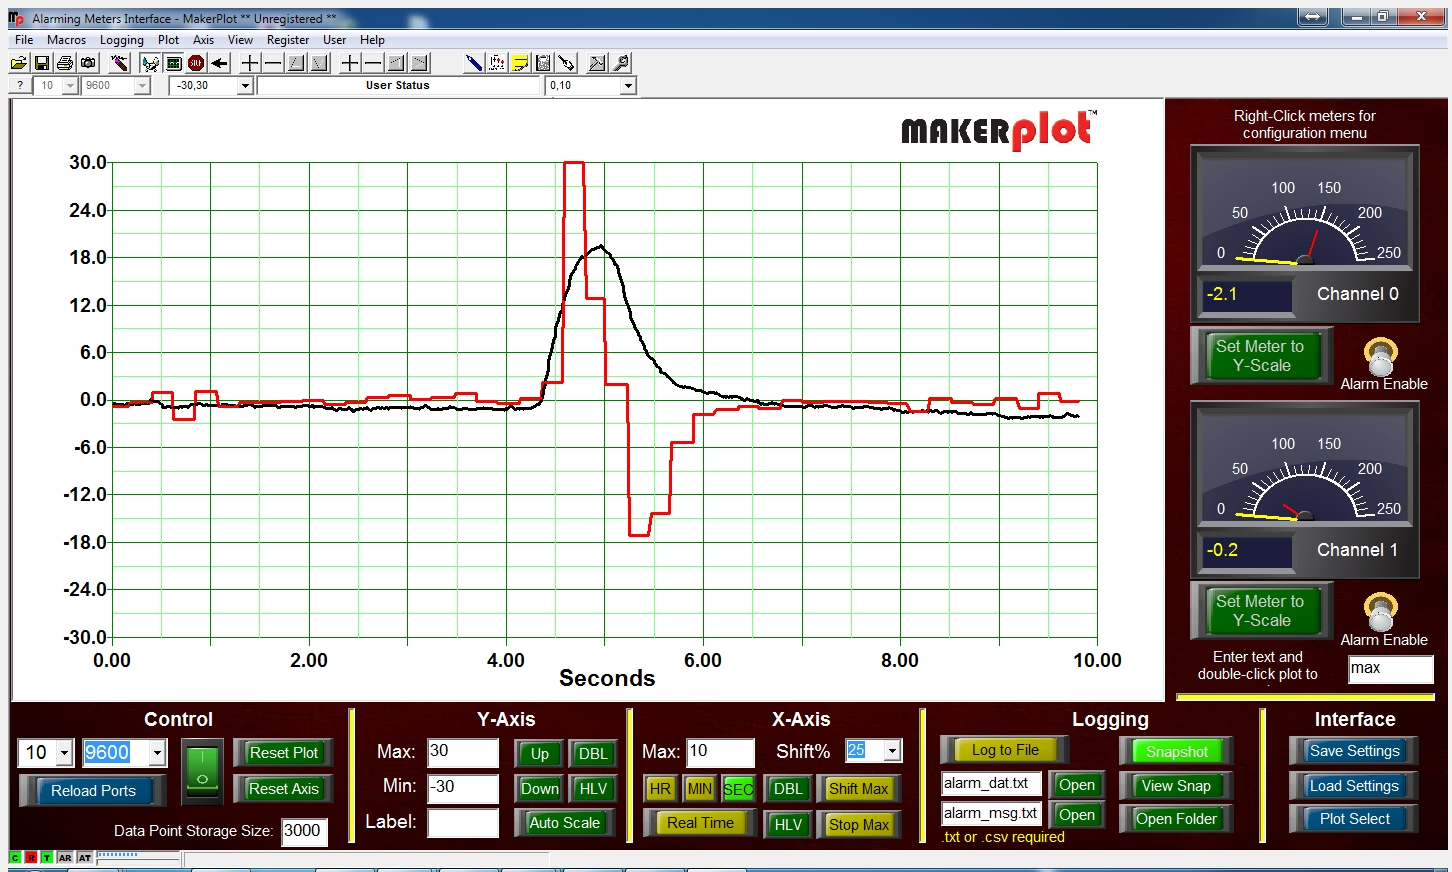 Alarming Meters Interface - MakerPlot ** Unregistered **
File Macros Logging Plot Axis View Register User Help
? 10 9600 -30,30 User Status 0,10
MAKERplot™
30.0
24.0
18.0
12.0
6.0
0.0
-6.0
-12.0
-18.0
-24.0
-30.0
0.00 2.00 4.00 6.00 8.00 10.00
Seconds
Right-Click meters for
configuration menu
0 50 100 150 200 250
-2.1 Channel 0
Set Meter to
Y-Scale
Alarm Enable
0 50 100 150 200 250
-0.2 Channel 1
Set Meter to
Y-Scale
Alarm Enable
Enter text and
double-click plot to
max
Control
10 9600 Reset Plot
Reload Ports Reset Axis
Data Point Storage Size: 3000
Y-Axis
Max: 30 Up DBL
Min: -30 Down HLV
Label: Auto Scale
X-Axis
Max: 10 Shift% 25
HR MIN SEC DBL Shift Max
Real Time HLV Stop Max
Logging
Log to File Snapshot
alarm_dat.txt Open View Snap
alarm_msg.txt Open Open Folder
.txt or .csv required
Interface
Save Settings
Load Settings
Plot Select
C R T AR AT